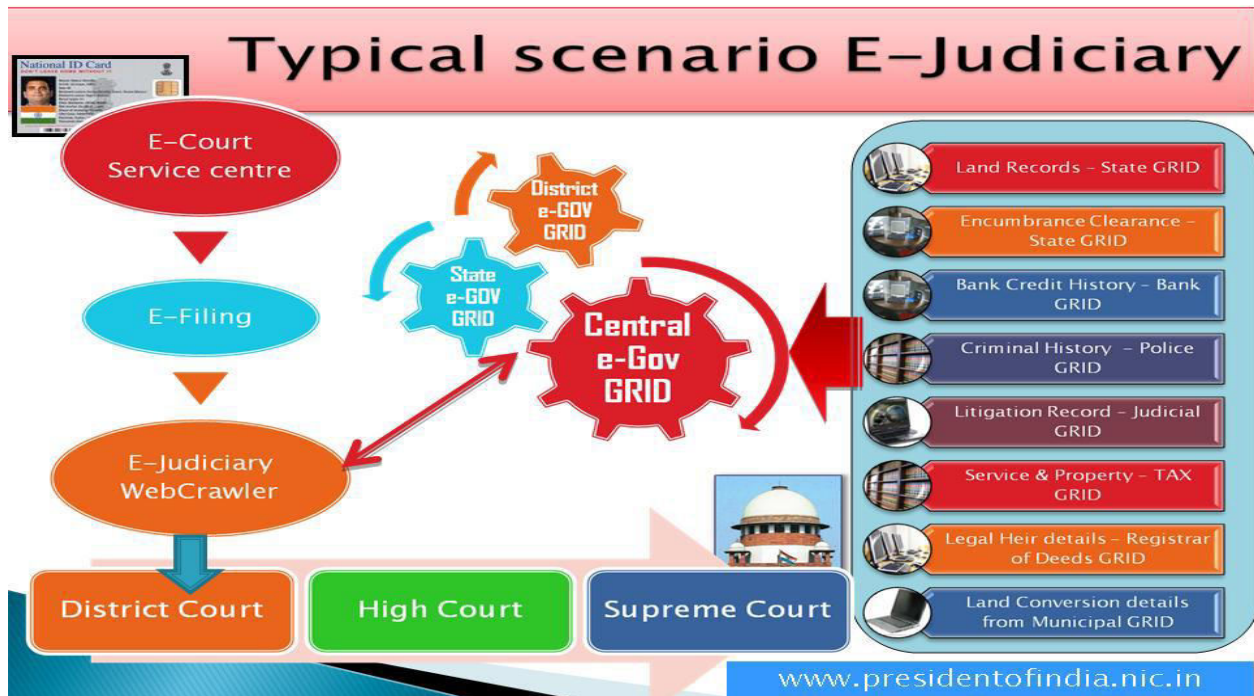 Typical scenario E-Judiciary
National ID Card
E-Court
Service centre
E-Filing
E-Judiciary
WebCrawler
District
e-GOV
GRID
State
e-GOV
GRID
Central
e-Gov
GRID
Land Records - State GRID
Encumbrance Clearance -
State GRID
Bank Credit History - Bank
GRID
Criminal History - Police
GRID
Litigation Record - Judicial
GRID
Service & Property - TAX
GRID
Legal Heir details - Registrar
of Deeds GRID
Land Conversion details
from Municipal GRID
District Court
High Court
Supreme Court
www.presidentofindia.nic.in